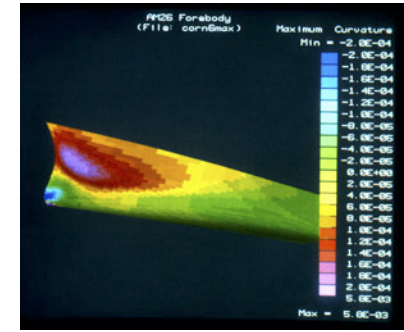 AM26 Forebody
(File: corn6max)
Maximum Curvature
Min = -2.0E-04
-2.0E-04
-1.8E-04
-1.6E-04
-1.4E-04
-1.2E-04
-1.0E-04
-8.0E-05
-6.0E-05
-4.0E-05
-2.0E-05
0.0E+00
2.0E-05
4.0E-05
6.0E-05
8.0E-05
1.0E-04
1.2E-04
1.4E-04
1.6E-04
1.8E-04
2.0E-04
5.8E-03
Max = 5.8E-03